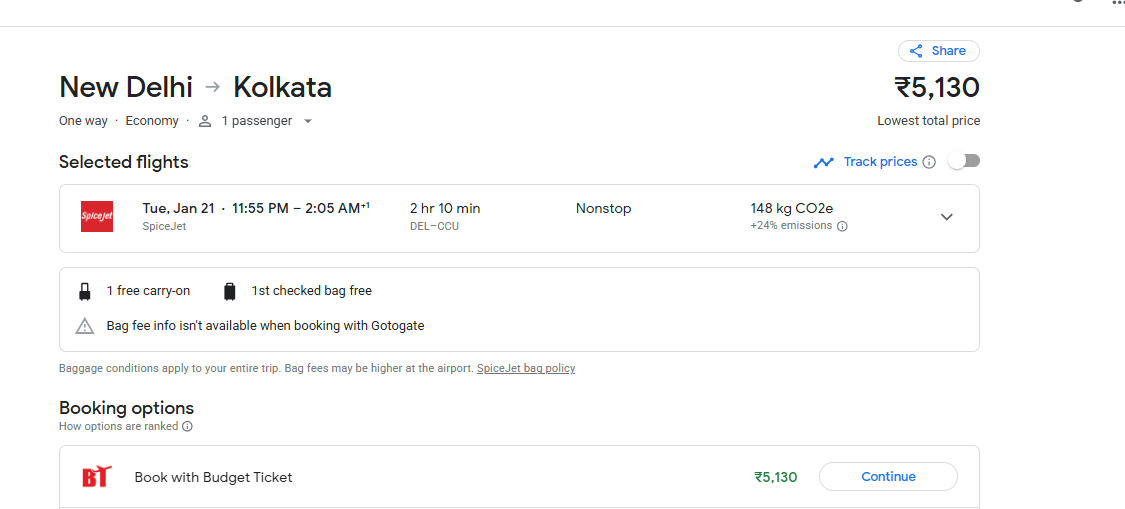 Share
New Delhi → Kolkata
₹5,130
One way · Economy · 1 passenger
Lowest total price
Selected flights
Track prices
SpiceJet
Tue, Jan 21 · 11:55 PM – 2:05 AM+1
SpiceJet
2 hr 10 min
DEL–CCU
Nonstop
148 kg CO2e
+24% emissions
1 free carry-on
1st checked bag free
Bag fee info isn't available when booking with Gotogate
Baggage conditions apply to your entire trip. Bag fees may be higher at the airport. SpiceJet bag policy
Booking options
How options are ranked
BT
Book with Budget Ticket
₹5,130
Continue